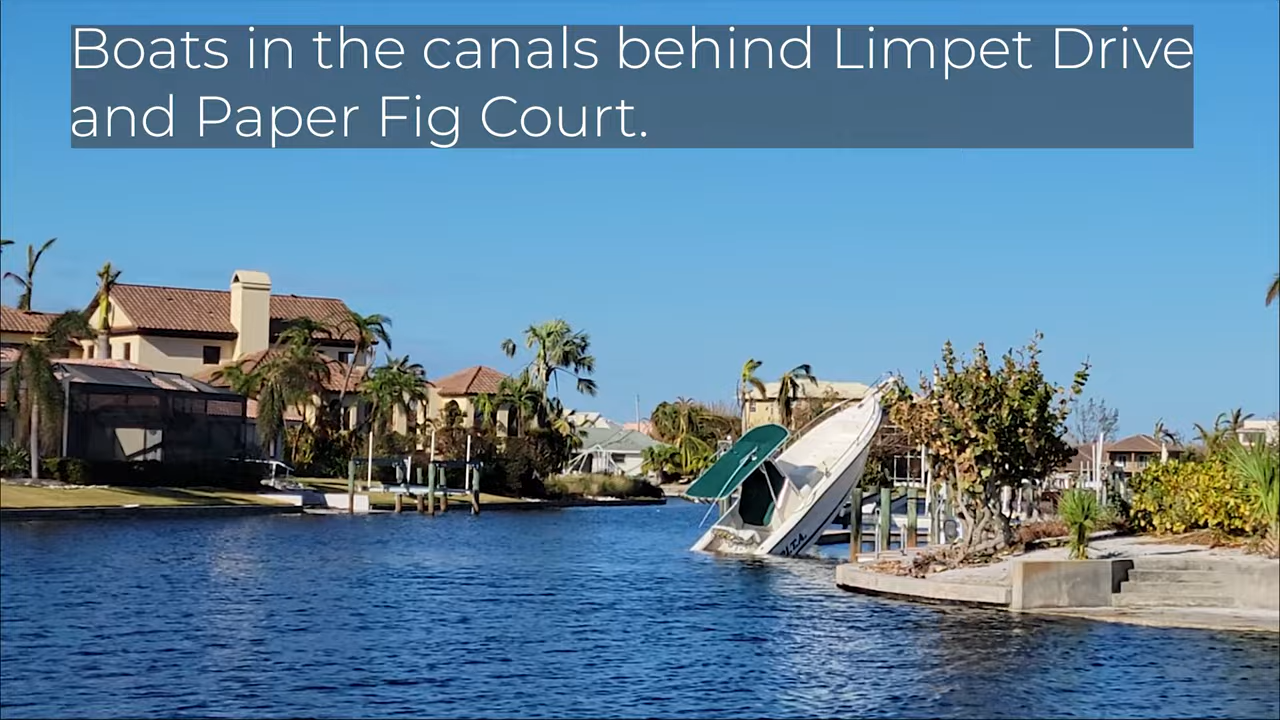 Boats in the canals behind Limpet Drive
and Paper Fig Court.